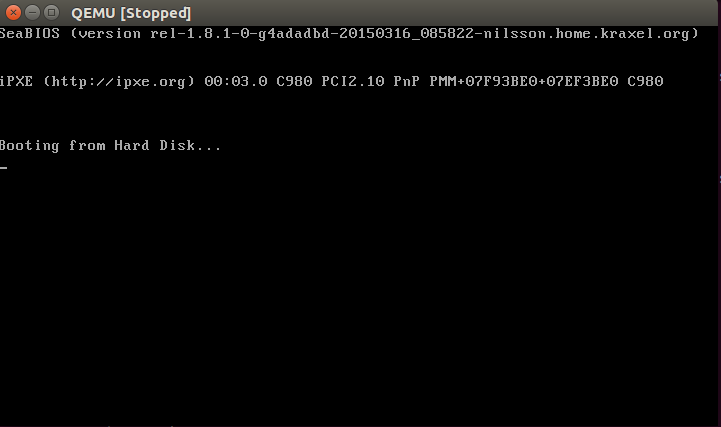 QEMU [Stopped]
SeaBIOS (version rel-1.8.1-0-g4adadbd-20150316_085822-nilsson.home.kraxel.org)
iPXE (http://ipxe.org) 00:03.0 C980 PCI2.10 PnP PMM+07F93BE0+07EF3BE0 C980
Booting from Hard Disk...